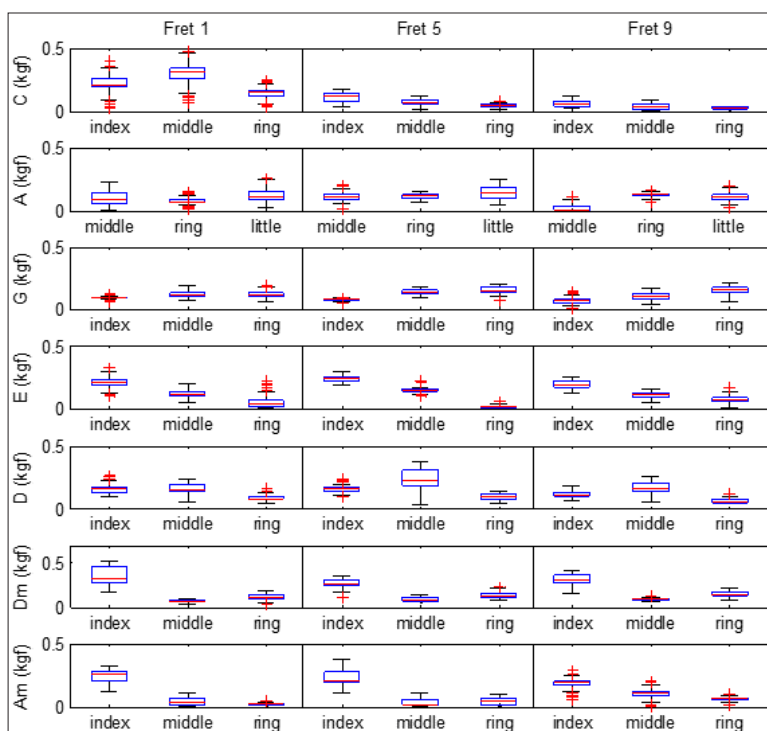 Fret 1 Fret 5 Fret 9
C (kgf) 0.5 0
index middle ring index middle ring index middle ring
A (kgf) 0.5 0
middle ring little middle ring little middle ring little
G (kgf) 0.5 0
index middle ring index middle ring index middle ring
E (kgf) 0.5 0
index middle ring index middle ring index middle ring
D (kgf) 0.5 0
index middle ring index middle ring index middle ring
Dm (kgf) 0.5 0
index middle ring index middle ring index middle ring
Am (kgf) 0.5 0
index middle ring index middle ring index middle ring